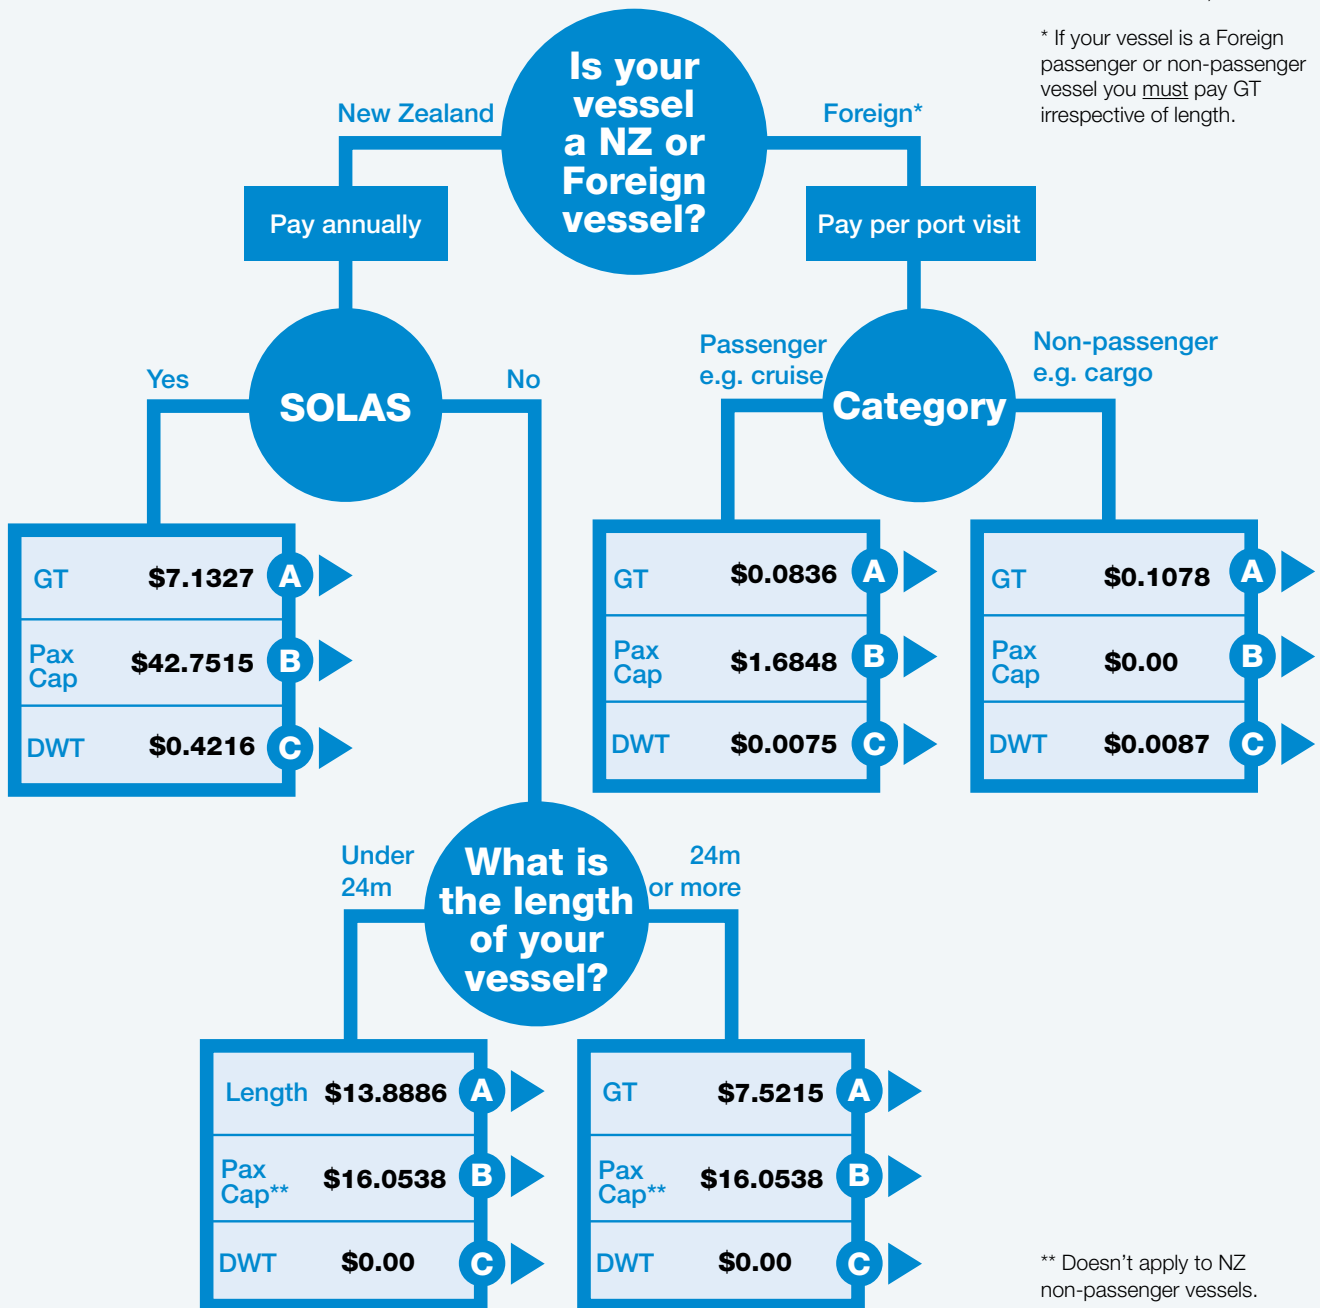 * If your vessel is a Foreign
passenger or non-passenger
vessel you must pay GT
irrespective of length.
Is your
vessel
a NZ or
Foreign
vessel?
New Zealand
Foreign*
Pay annually
Pay per port visit
SOLAS
Yes
No
Category
Passenger
e.g. cruise
Non-passenger
e.g. cargo
GT $7.1327 A
Pax
Cap $42.7515 B
DWT $0.4216 C
GT $0.0836 A
Pax
Cap $1.6848 B
DWT $0.0075 C
GT $0.1078 A
Pax
Cap $0.00 B
DWT $0.0087 C
What is
the length
of your
vessel?
Under
24m
24m
or more
Length $13.8886 A
Pax
Cap** $16.0538 B
DWT $0.00 C
GT $7.5215 A
Pax
Cap** $16.0538 B
DWT $0.00 C
** Doesn't apply to NZ
non-passenger vessels.